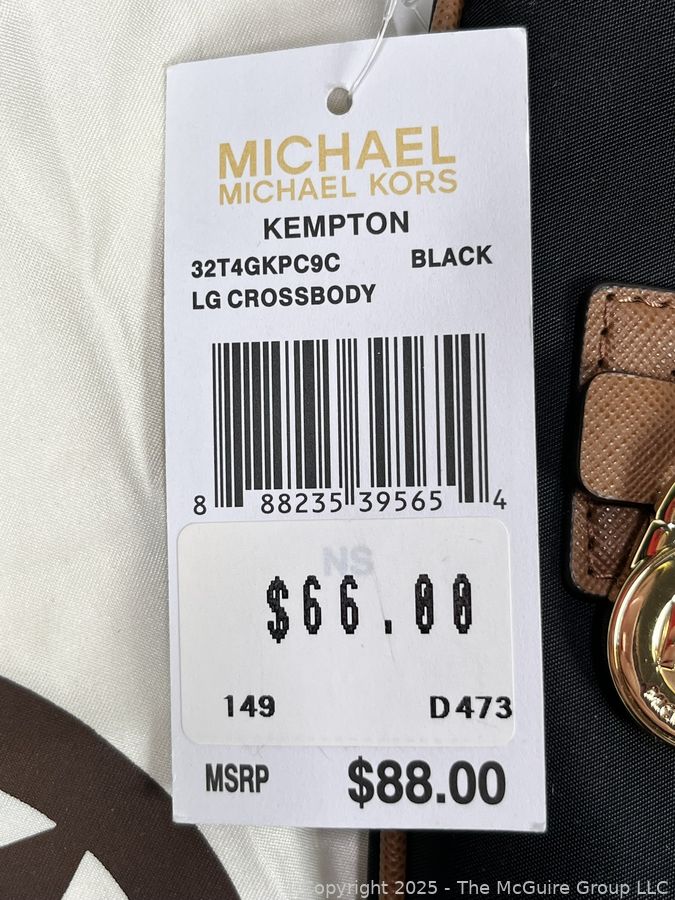 MICHAEL
MICHAEL KORS
KEMPTON
32T4GKPC9C BLACK
LG CROSSBODY
8 88235 39565 4
NS
$66.00
149 D473
MSRP $88.00
Copyright 2025 - The McGuire Group LLC